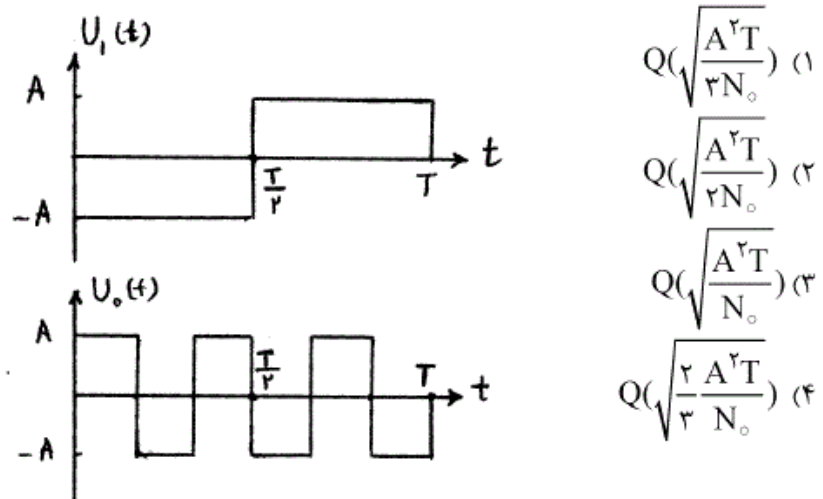 U₁(t)
A
t
T/۲
T
-A
U₀(t)
A
T/۲
T
t
-A
۱) Q(√(A^۲T/۳N₀))
۲) Q(√(A^۲T/۲N₀))
۳) Q(√(A^۲T/N₀))
۴) Q(√(۲/۳ A^۲T/N₀))